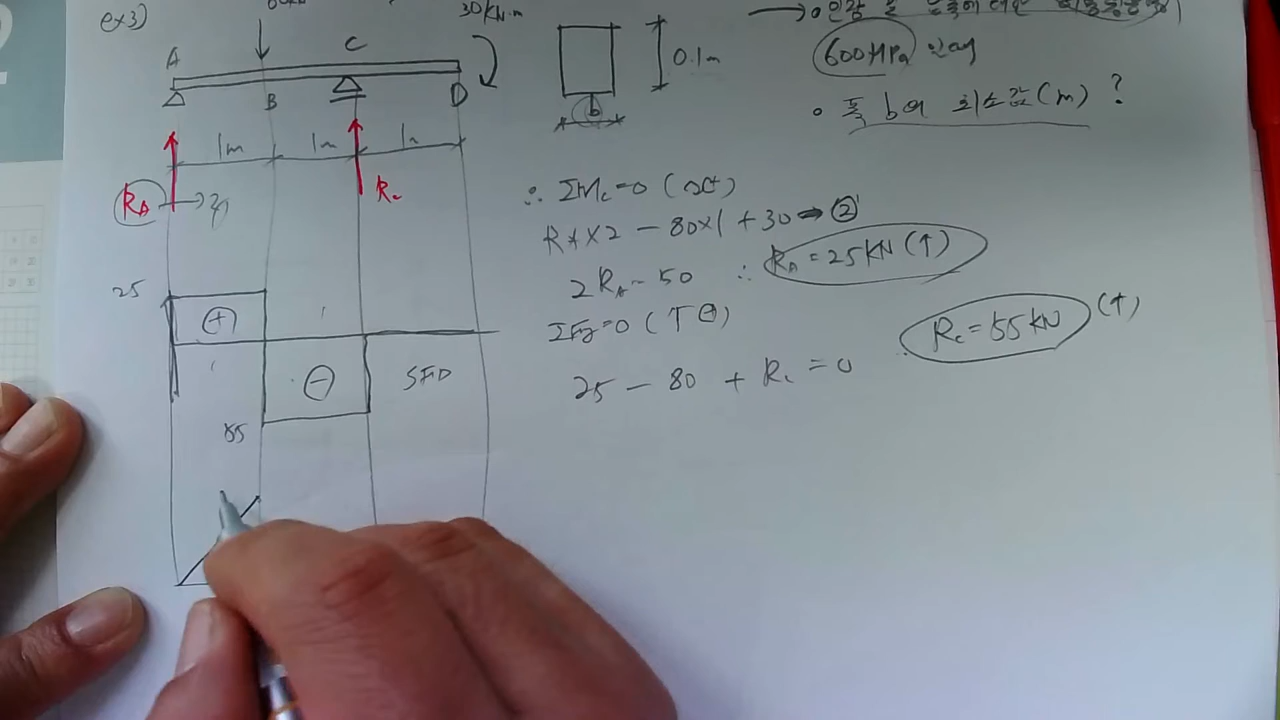 ex3)
30KN·m
600MPa 인가
0.1m
b
A
C
B
D
• 폭 b의 최소값(m) ?
1m
1m
1m
RA
Rc
∴ ΣMc=0 (↻+)
RA×2 - 80×1 + 30 = 0
2RA = 50 ∴ RA = 25kN (↑)
ΣFy=0 (↑⊕)
25 - 80 + Rc = 0
Rc = 55kN (↑)
25
⊕
⊖
SFD
55